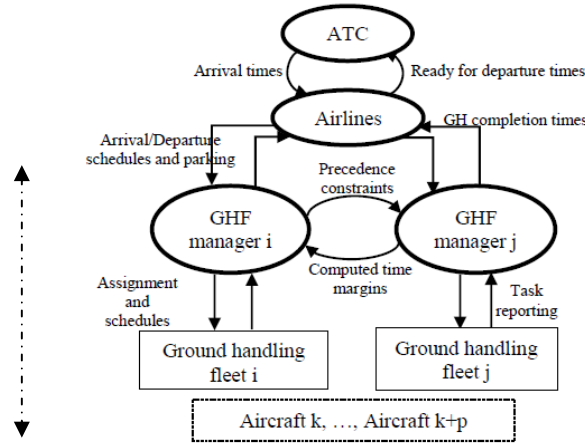 ATC
Arrival times
Ready for departure times
Airlines
GH completion times
Arrival/Departure
schedules and parking
Precedence
constraints
GHF
manager i
GHF
manager j
Computed time
margins
Assignment
and
schedules
Task
reporting
Ground handling
fleet i
Ground handling
fleet j
Aircraft k, …, Aircraft k+p